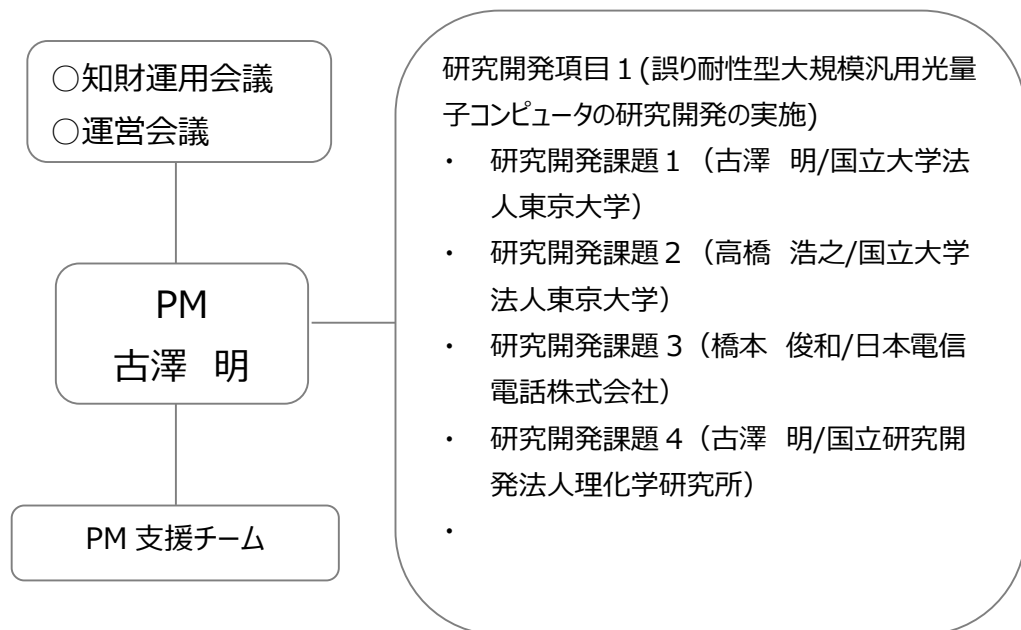 ○知財運用会議
○運営会議
PM
古澤 明
PM 支援チーム
研究開発項目１(誤り耐性型大規模汎用光量
子コンピュータの研究開発の実施)
・ 研究開発課題１（古澤 明/国立大学法
人東京大学）
・ 研究開発課題２（高橋 浩之/国立大学
法人東京大学）
・ 研究開発課題３（橋本 俊和/日本電信
電話株式会社）
・ 研究開発課題４（古澤 明/国立研究開
発法人理化学研究所）
・